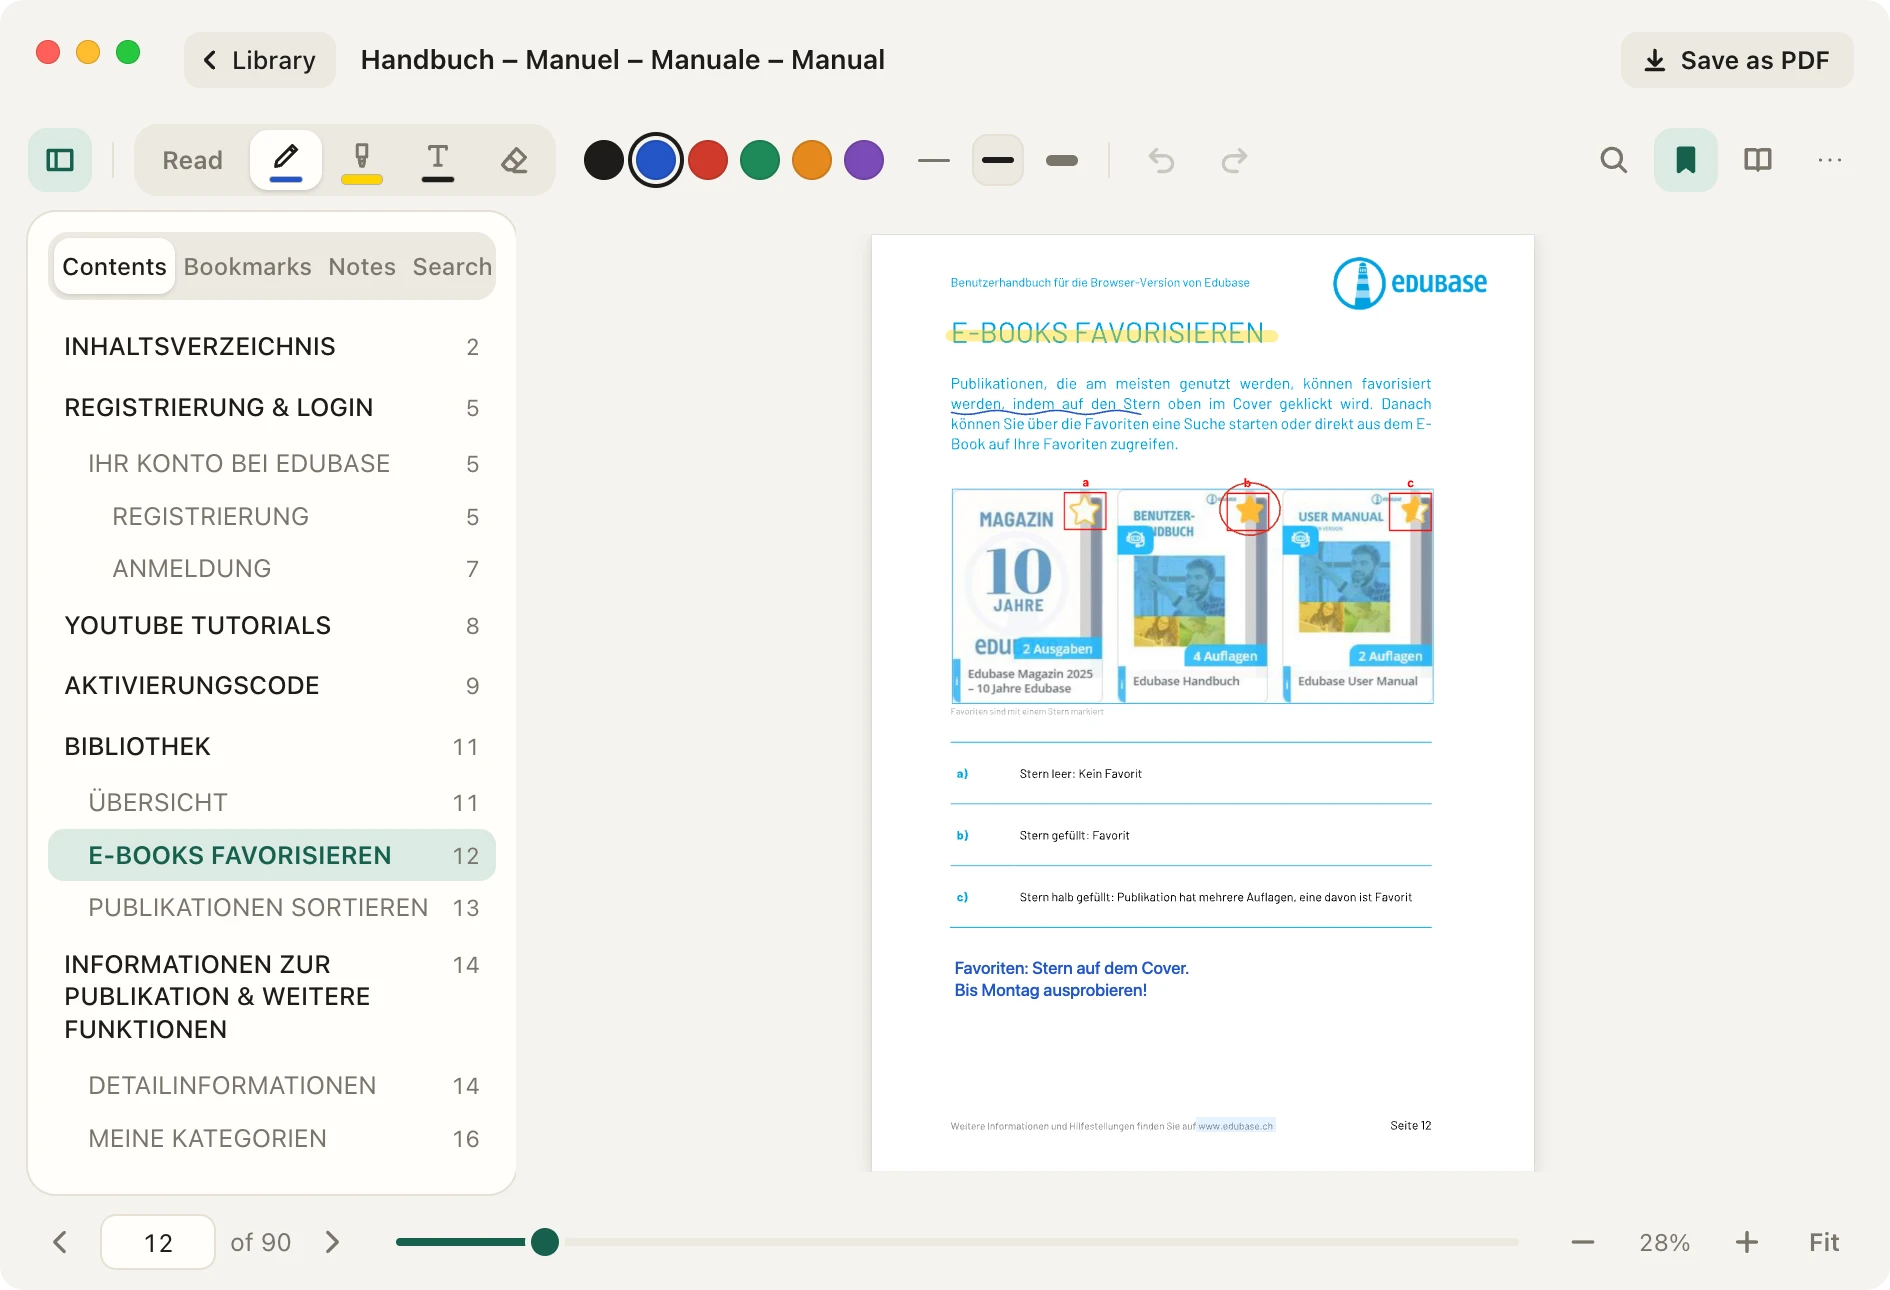 Library
Handbuch – Manuel – Manuale – Manual
Save as PDF
Read
T
Contents
Bookmarks
Notes
Search
INHALTSVERZEICHNIS 2
REGISTRIERUNG & LOGIN 5
IHR KONTO BEI EDUBASE 5
REGISTRIERUNG 5
ANMELDUNG 7
YOUTUBE TUTORIALS 8
AKTIVIERUNGSCODE 9
BIBLIOTHEK 11
ÜBERSICHT 11
E-BOOKS FAVORISIEREN 12
PUBLIKATIONEN SORTIEREN 13
INFORMATIONEN ZUR 14
PUBLIKATION & WEITERE
FUNKTIONEN
DETAILINFORMATIONEN 14
MEINE KATEGORIEN 16
Benutzerhandbuch für die Browser-Version von Edubase
EDUBASE
E-BOOKS FAVORISIEREN
Publikationen, die am meisten genutzt werden, können favorisiert
werden, indem auf den Stern oben im Cover geklickt wird. Danach
können Sie über die Favoriten eine Suche starten oder direkt aus dem E-
Book auf Ihre Favoriten zugreifen.
a
b
c
MAGAZIN
10
JAHRE
2 Ausgaben
Edubase Magazin 2025
– 10 Jahre Edubase
BENUTZER-
4 Auflagen
Edubase Handbuch
USER MANUAL
2 Auflagen
Edubase User Manual
Favoriten sind mit einem Stern markiert
a) Stern leer: Kein Favorit
b) Stern gefüllt: Favorit
c) Stern halb gefüllt: Publikation hat mehrere Auflagen, eine davon ist Favorit
Favoriten: Stern auf dem Cover.
Bis Montag ausprobieren!
Weitere Informationen und Hilfestellungen finden Sie auf www.edubase.ch
Seite 12
12 of 90
28%
Fit